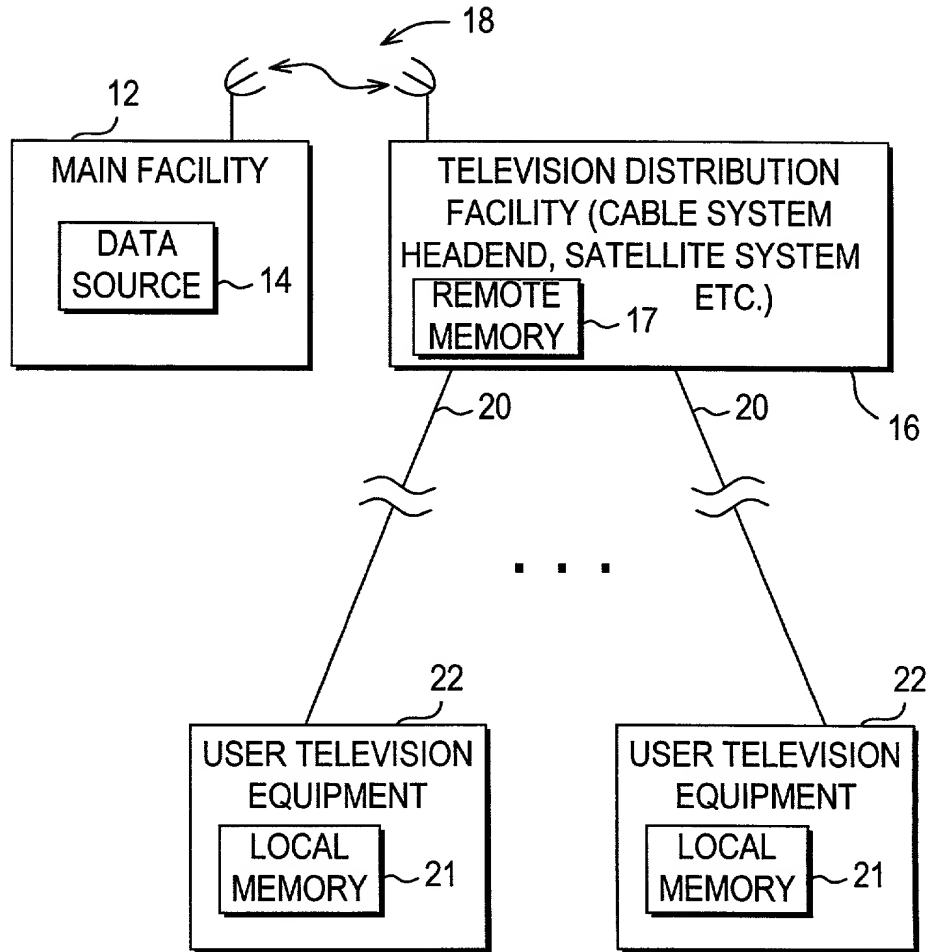 18
12
MAIN FACILITY
DATA
SOURCE
14
TELEVISION DISTRIBUTION
FACILITY (CABLE SYSTEM
HEADEND, SATELLITE SYSTEM
ETC.)
REMOTE
MEMORY
17
16
20
20
22
USER TELEVISION
EQUIPMENT
LOCAL
MEMORY
21
22
USER TELEVISION
EQUIPMENT
LOCAL
MEMORY
21